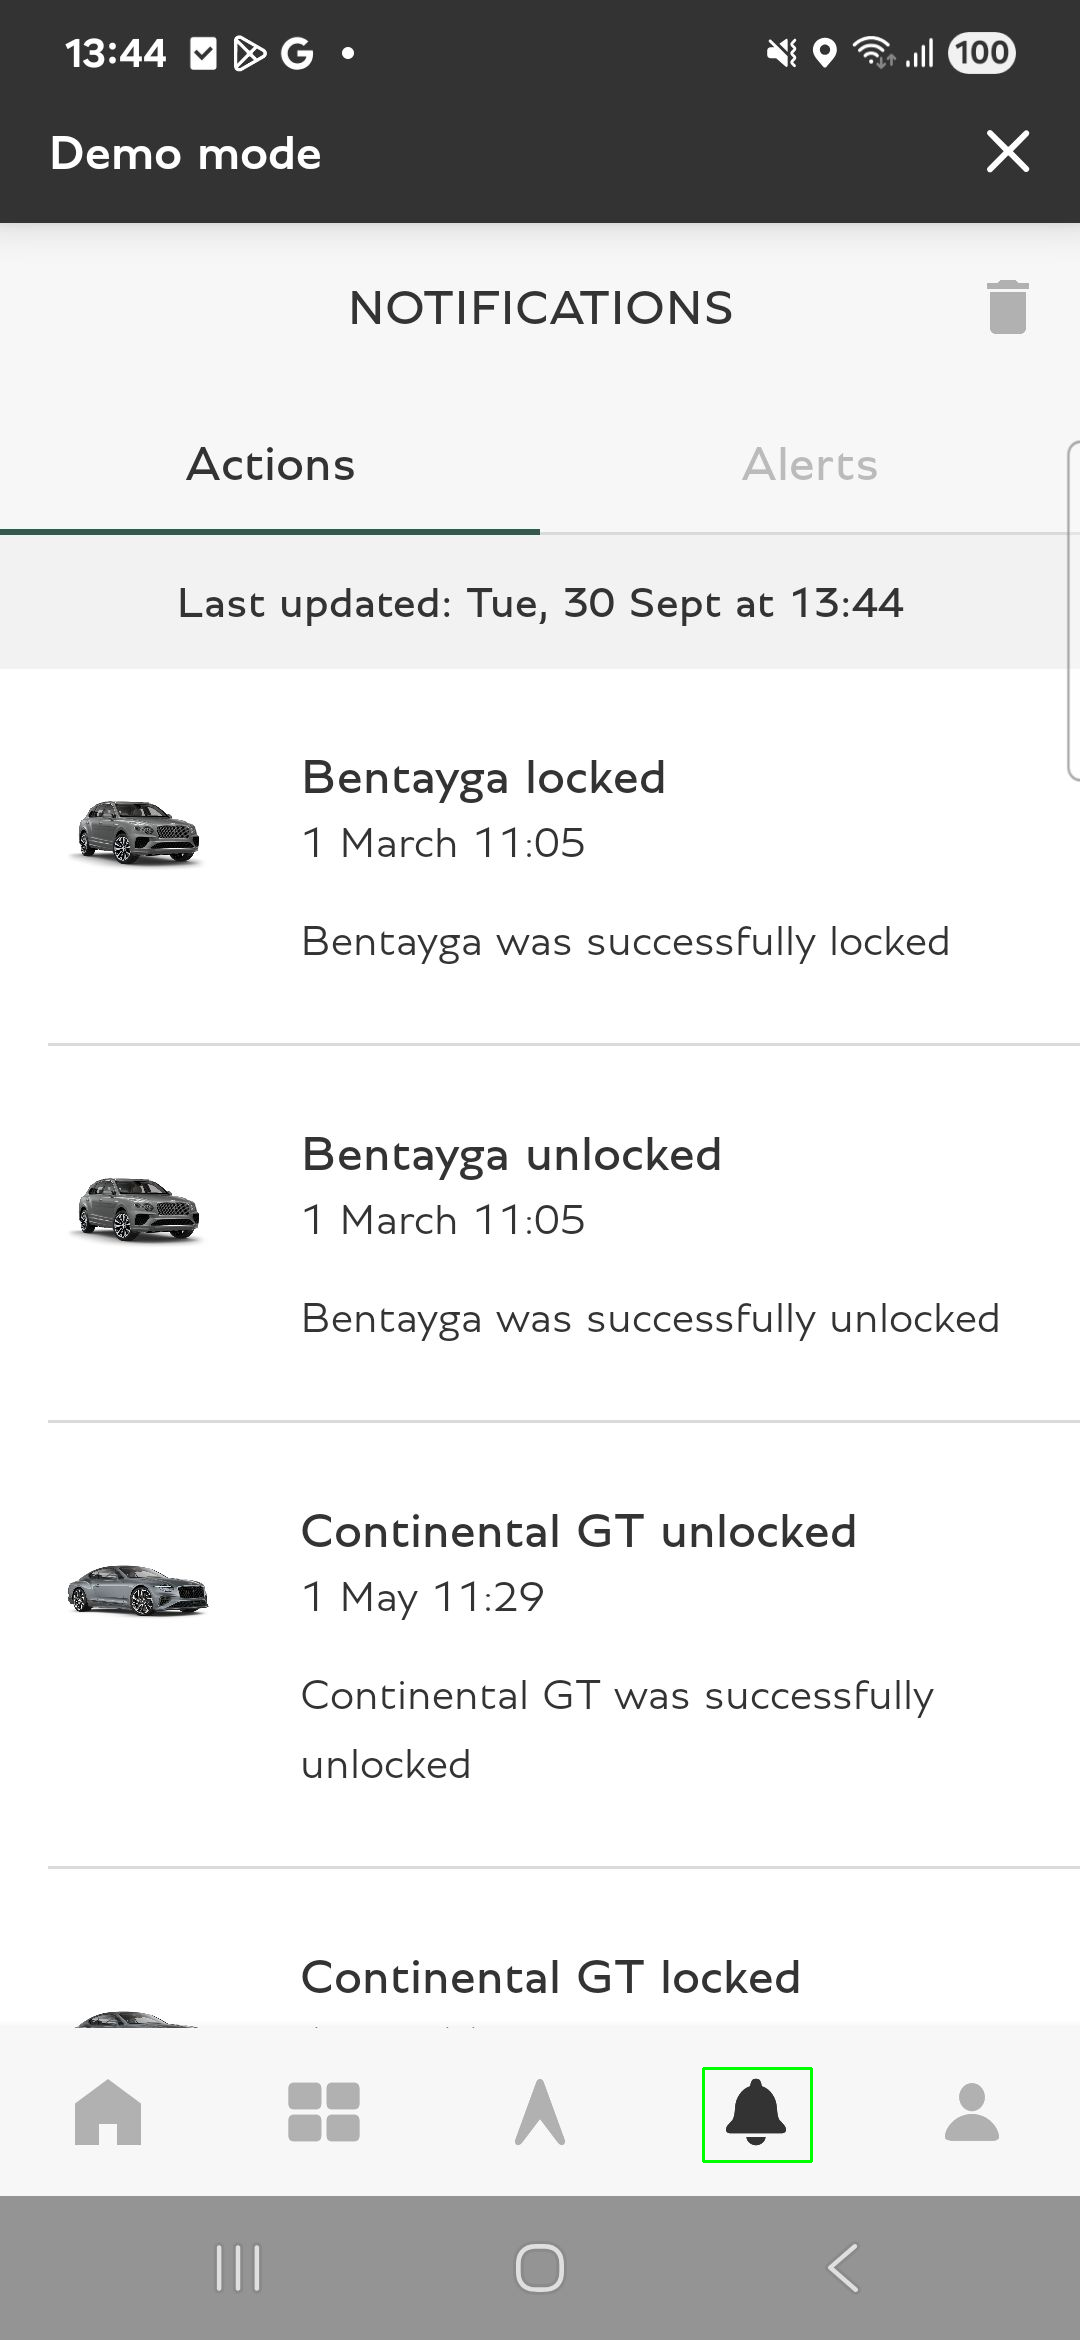 13:44
100
Demo mode
NOTIFICATIONS
Actions
Alerts
Last updated: Tue, 30 Sept at 13:44
Bentayga locked
1 March 11:05
Bentayga was successfully locked
Bentayga unlocked
1 March 11:05
Bentayga was successfully unlocked
Continental GT unlocked
1 May 11:29
Continental GT was successfully
unlocked
Continental GT locked